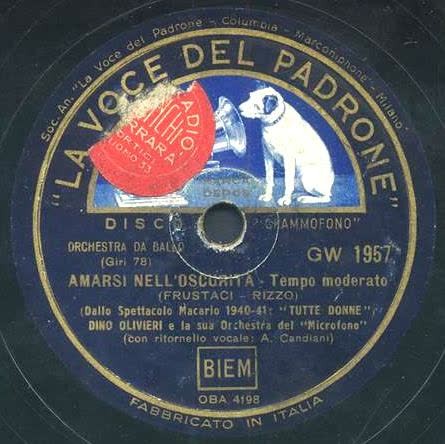 Soc. An. "La Voce del Padrone - Columbia - Marconiphone" - Milano
"LA VOCE DEL PADRONE"
RADIO
DISC "GRAMMOFONO"
ORCHESTRA DA BALLO
(Giri 78)
GW 1957
AMARSI NELL'OSCURITÀ - Tempo moderato
(FRUSTACI - RIZZO)
(Dallo Spettacolo Macario 1940-41: "TUTTE DONNE")
DINO OLIVIERI e la sua Orchestra del "Microfono"
(con ritornello vocale: A. Candiani)
BIEM
OBA 4198
FABBRICATO IN ITALIA